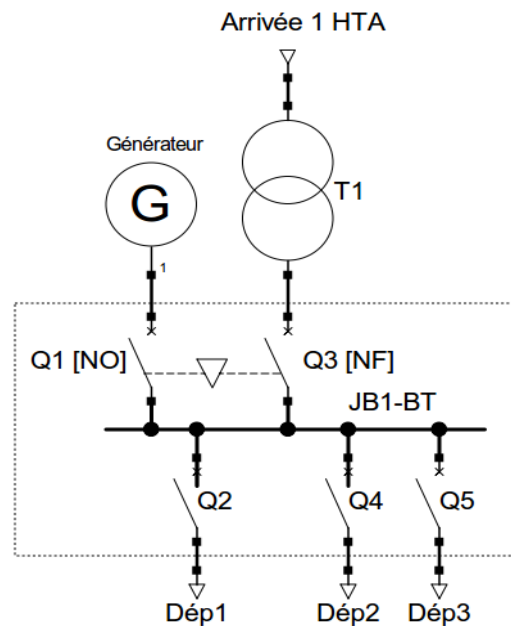 Arrivée 1 HTA
Générateur
G
T1
1
Q1 [NO]
Q3 [NF]
JB1-BT
Q2
Q4
Q5
Dép1
Dép2
Dép3